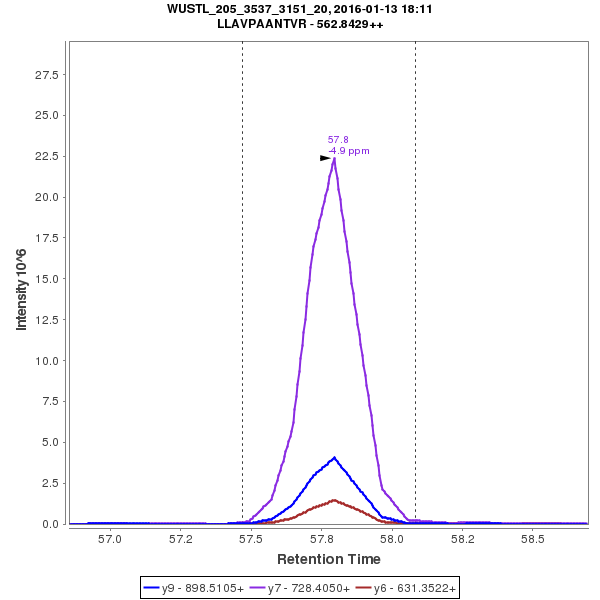 WUSTL_205_3537_3151_20, 2016-01-13 18:11
LLAVPAANTVR - 562.8429++
27.5
25.0
22.5
20.0
17.5
15.0
12.5
10.0
7.5
5.0
2.5
0.0
Intensity 10^6
57.8
-4.9 ppm
57.0
57.2
57.5
57.8
58.0
58.2
58.5
Retention Time
y9 - 898.5105+
y7 - 728.4050+
y6 - 631.3522+